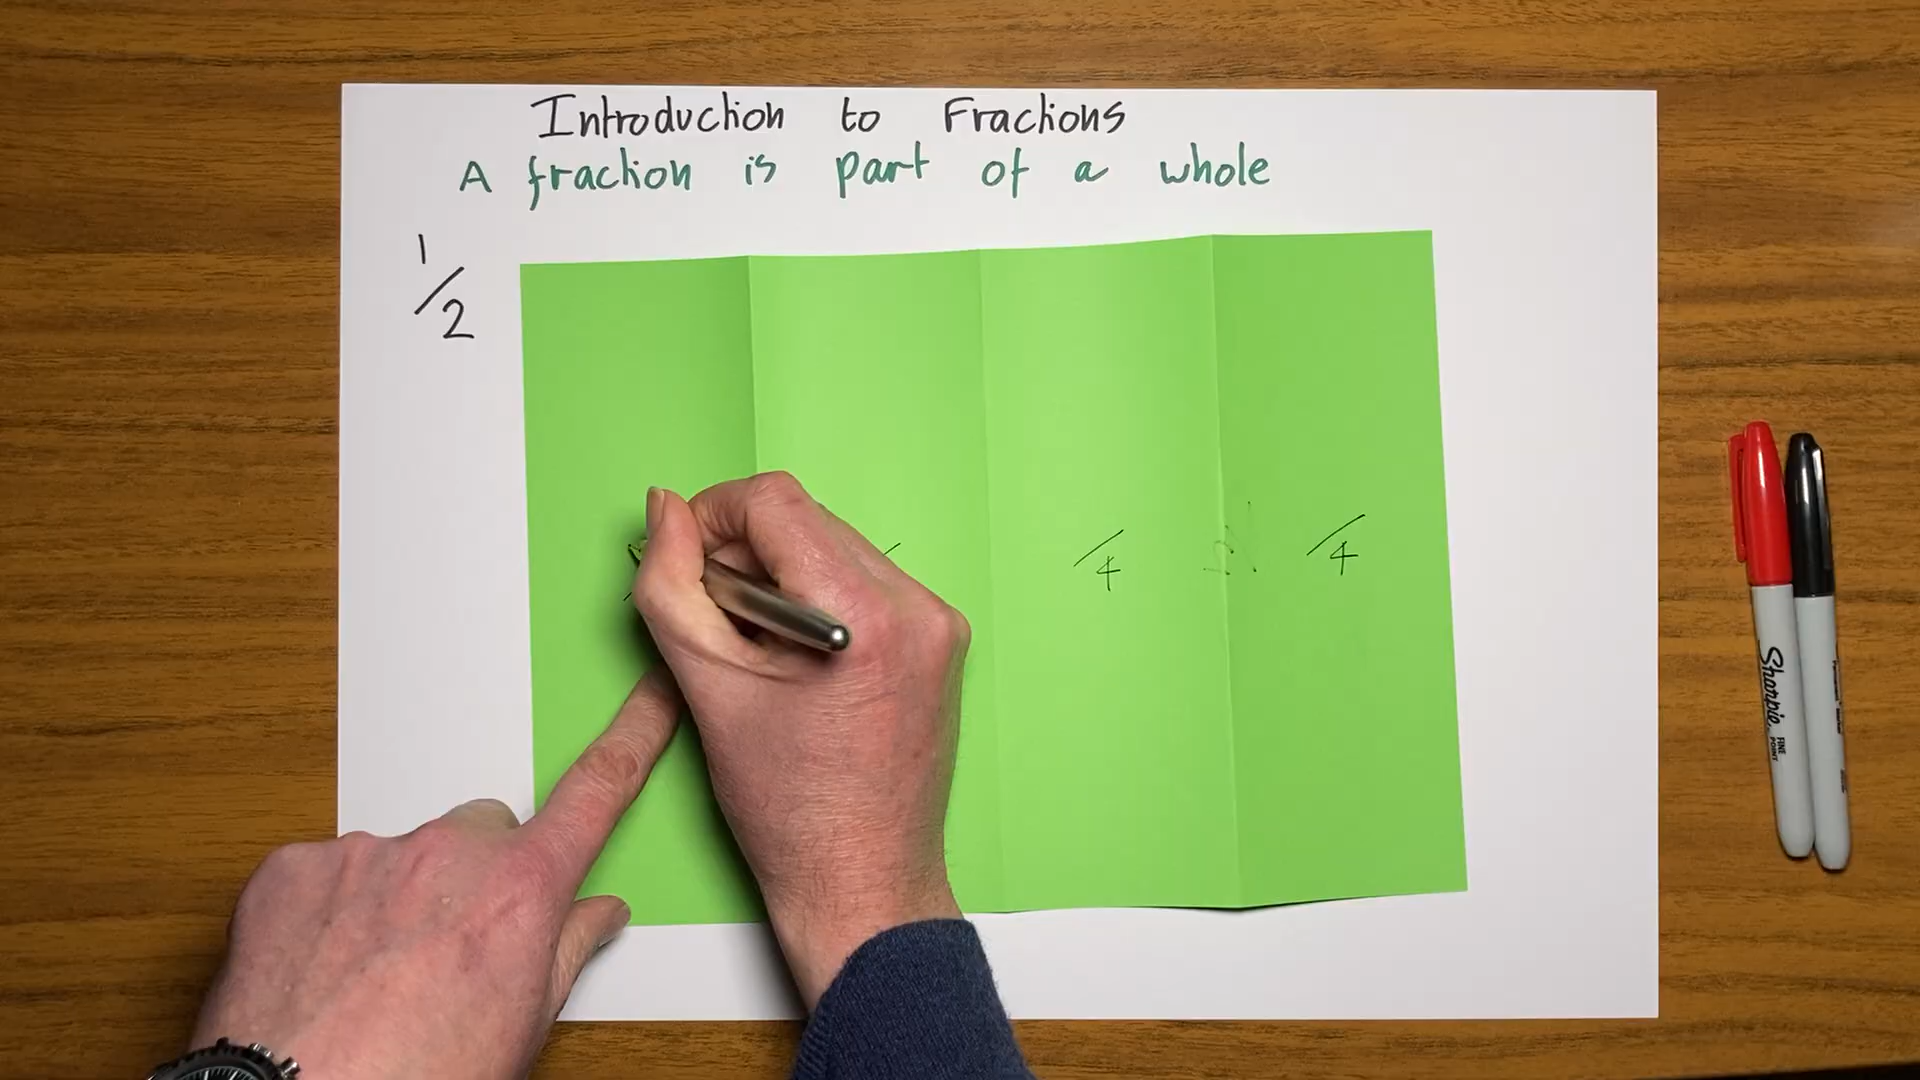 Introduction to Fractions
A fraction is part of a whole
1/2
/4 /4
Sharpie
FINE POINT